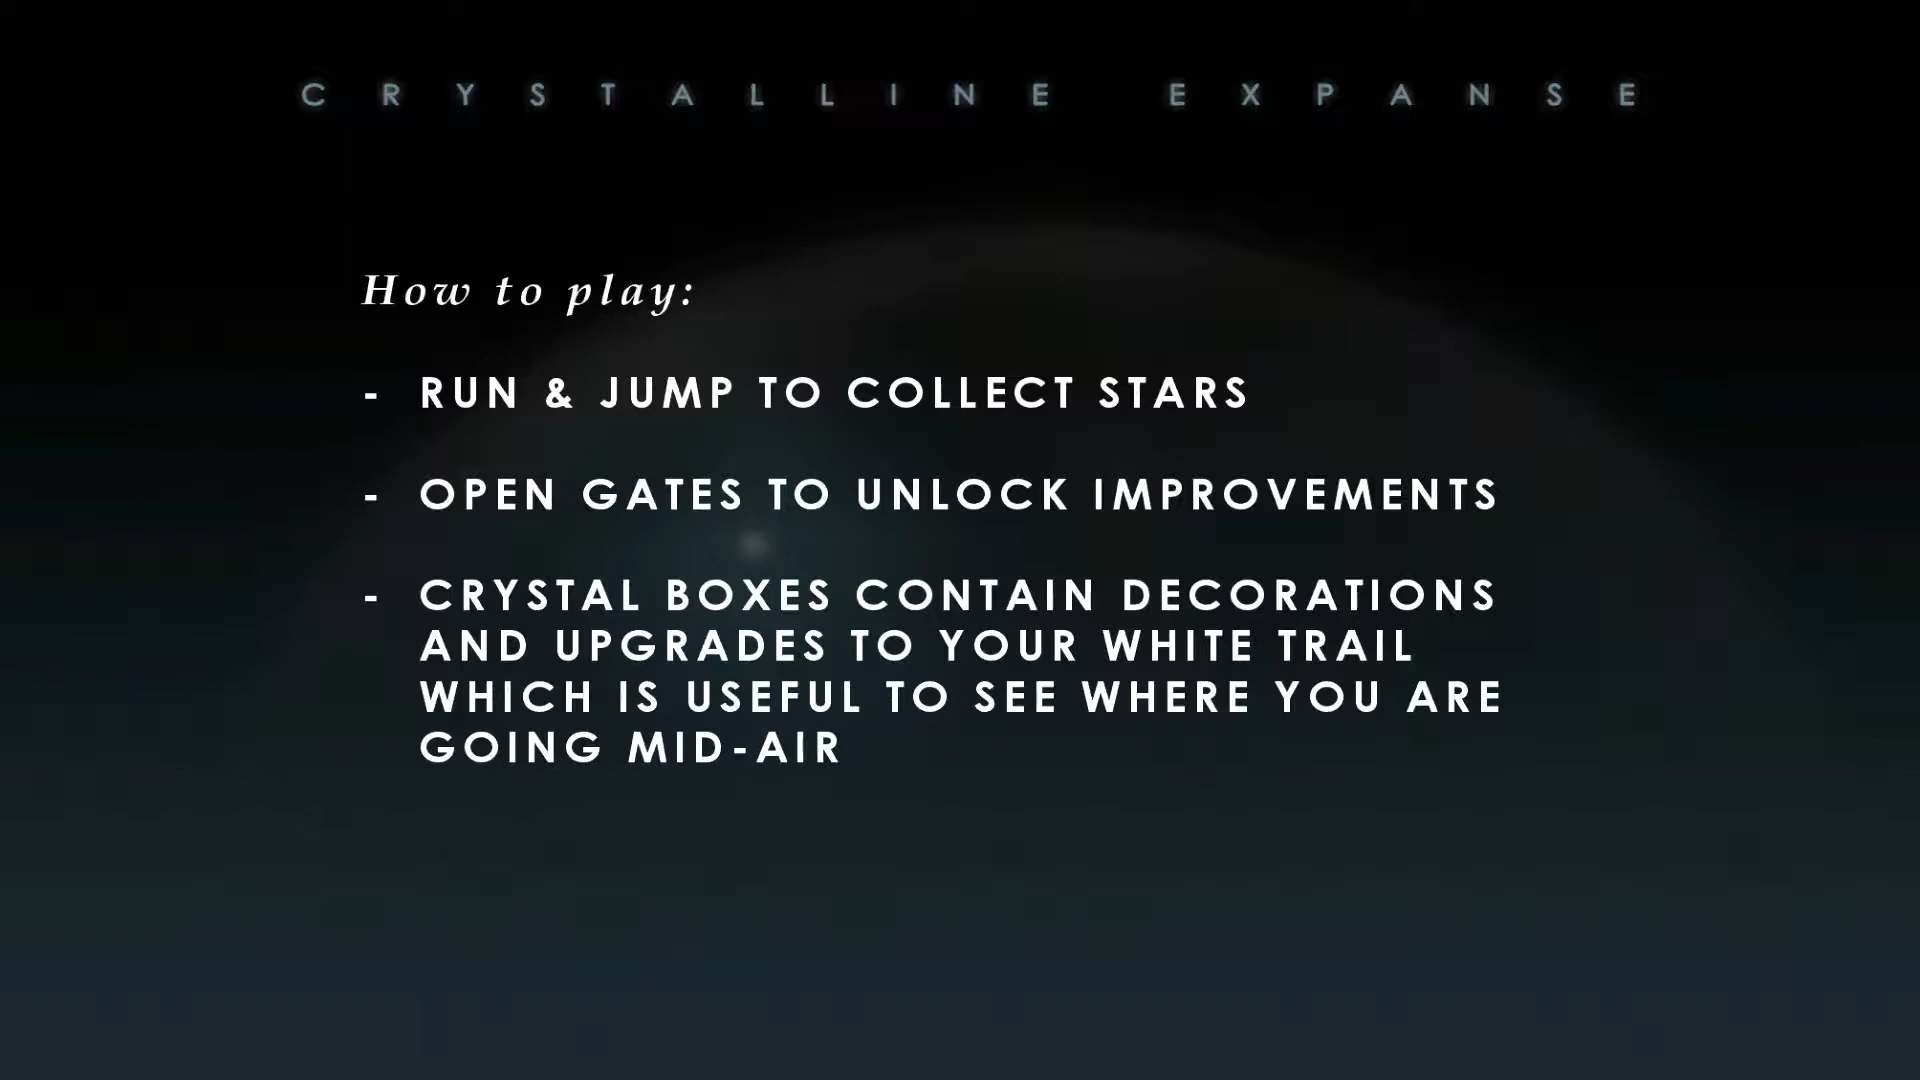 CRYSTALLINE EXPANSE
How to play:
- RUN & JUMP TO COLLECT STARS
- OPEN GATES TO UNLOCK IMPROVEMENTS
- CRYSTAL BOXES CONTAIN DECORATIONS
AND UPGRADES TO YOUR WHITE TRAIL
WHICH IS USEFUL TO SEE WHERE YOU ARE
GOING MID-AIR